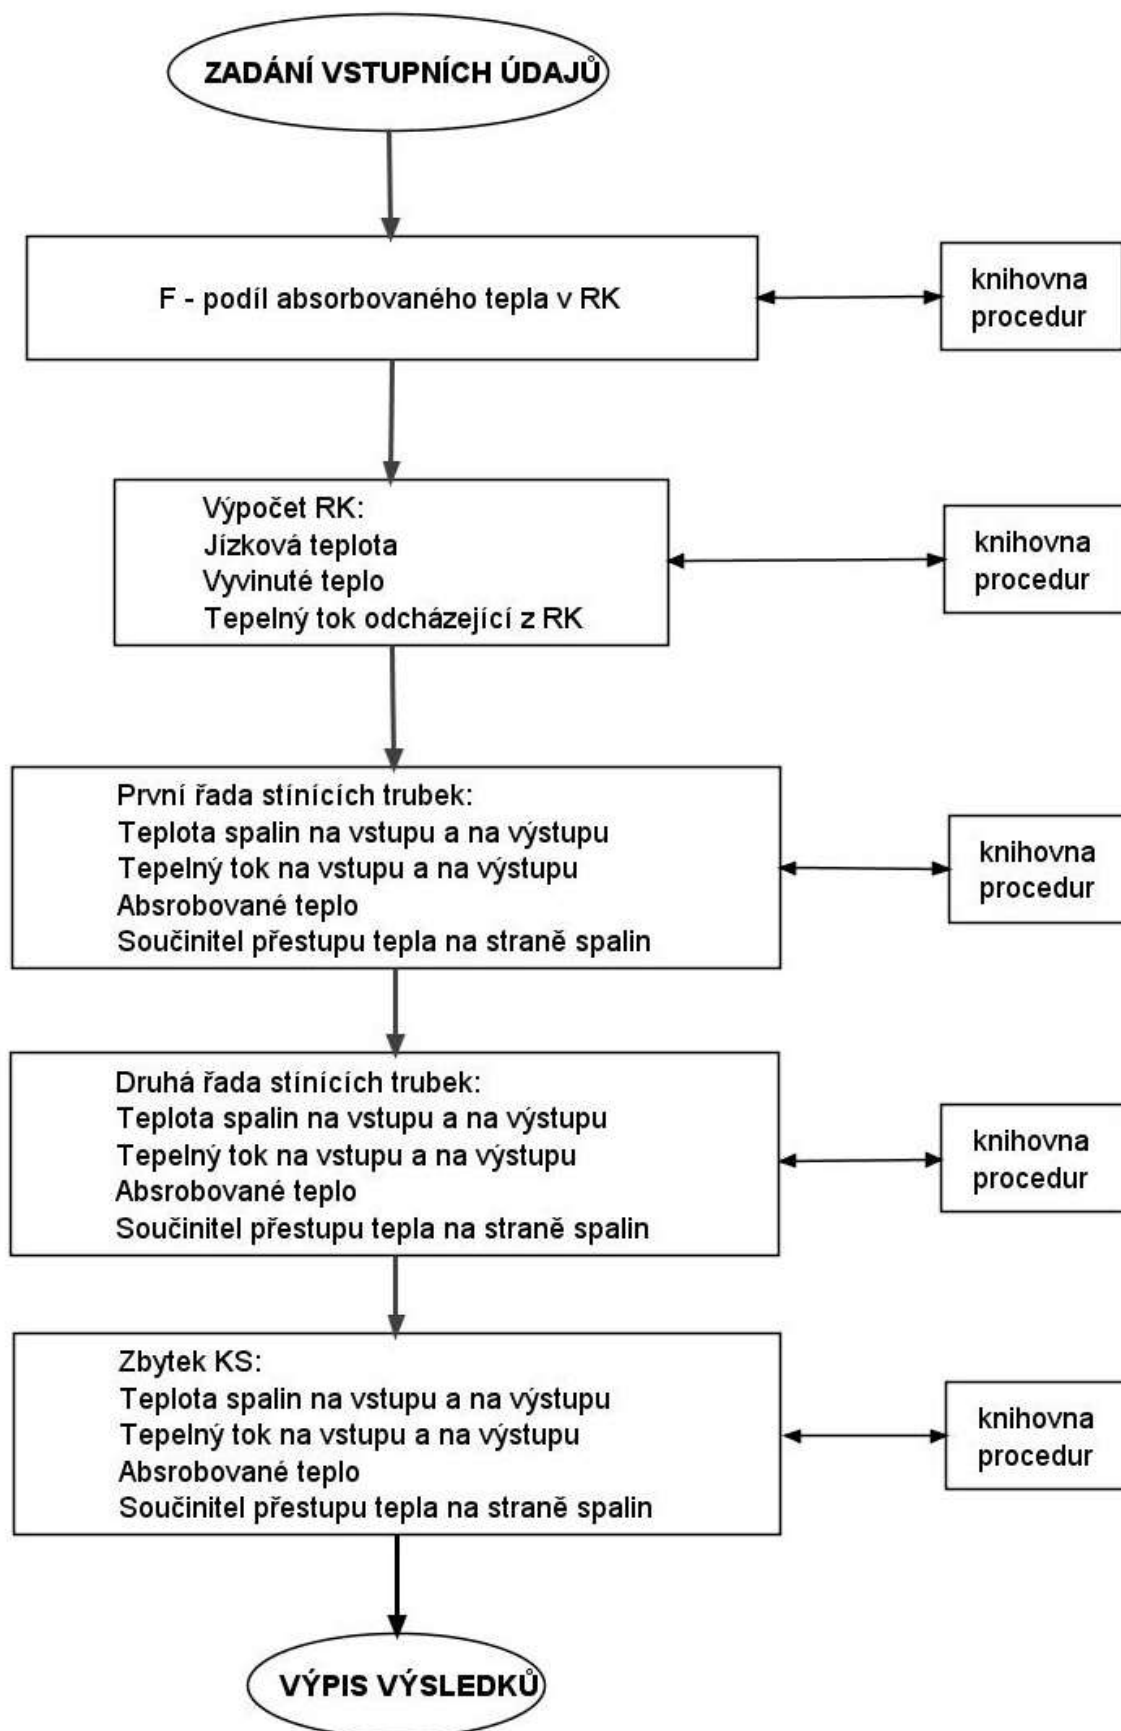 ZADÁNÍ VSTUPNÍCH ÚDAJŮ
F - podíl absorbovaného tepla v RK
knihovna
procedur
Výpočet RK:
Jízková teplota
Vyvinuté teplo
Tepelný tok odcházející z RK
knihovna
procedur
První řada stínících trubek:
Teplota spalin na vstupu a na výstupu
Tepelný tok na vstupu a na výstupu
Absrobované teplo
Součinitel přestupu tepla na straně spalin
knihovna
procedur
Druhá řada stínících trubek:
Teplota spalin na vstupu a na výstupu
Tepelný tok na vstupu a na výstupu
Absrobované teplo
Součinitel přestupu tepla na straně spalin
knihovna
procedur
Zbytek KS:
Teplota spalin na vstupu a na výstupu
Tepelný tok na vstupu a na výstupu
Absrobované teplo
Součinitel přestupu tepla na straně spalin
knihovna
procedur
VÝPIS VÝSLEDKŮ